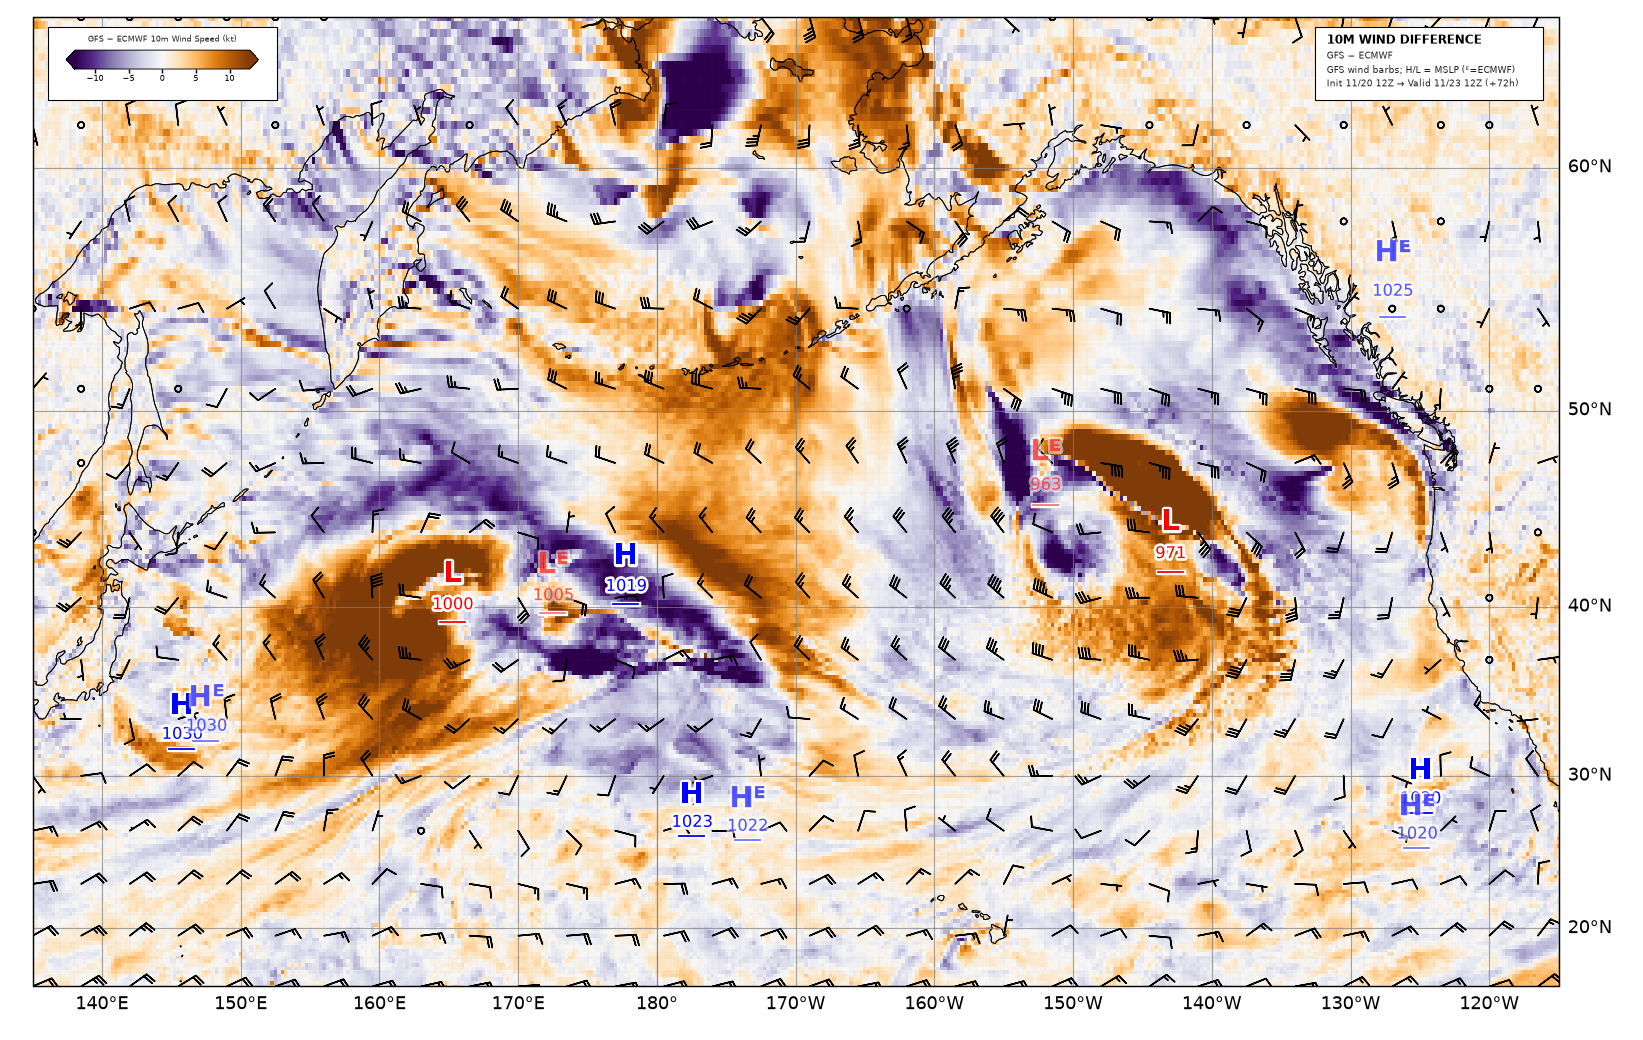 GFS − ECMWF 10m Wind Speed (kt)
−10 −5 0 5 10
10M WIND DIFFERENCE
GFS − ECMWF
GFS wind barbs; H/L = MSLP (ᴱ=ECMWF)
Init 11/20 12Z → Valid 11/23 12Z (+72h)
60°N
Hᴱ
1025
50°N
Lᴱ
963
L
971
H
1019
Lᴱ
1005
L
1000
40°N
Hᴱ
1030
H
1030
30°N
H
1020
Hᴱ
1020
H
1023
Hᴱ
1022
20°N
140°E 150°E 160°E 170°E 180° 170°W 160°W 150°W 140°W 130°W 120°W